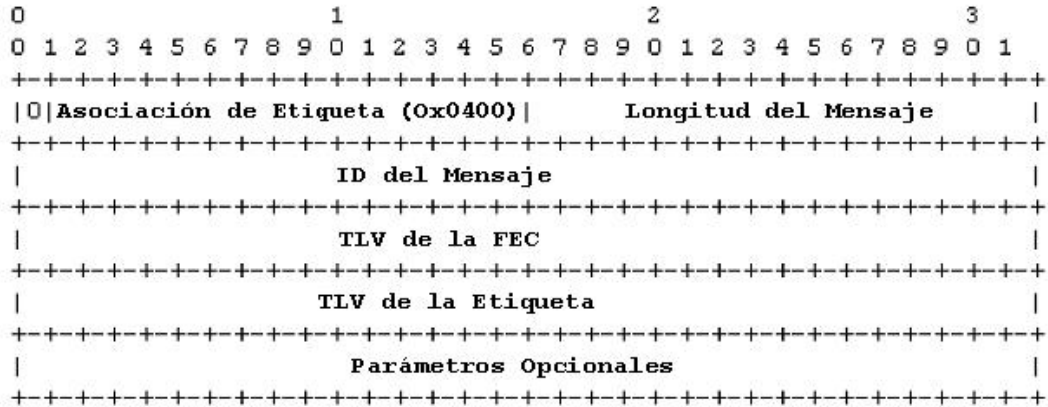 0                   1                   2                   3
0 1 2 3 4 5 6 7 8 9 0 1 2 3 4 5 6 7 8 9 0 1 2 3 4 5 6 7 8 9 0 1
+-+-+-+-+-+-+-+-+-+-+-+-+-+-+-+-+-+-+-+-+-+-+-+-+-+-+-+-+-+-+-+-+
|0|Asociación de Etiqueta (0x0400)|      Longitud del Mensaje      |
+-+-+-+-+-+-+-+-+-+-+-+-+-+-+-+-+-+-+-+-+-+-+-+-+-+-+-+-+-+-+-+-+
|                    ID del Mensaje                              |
+-+-+-+-+-+-+-+-+-+-+-+-+-+-+-+-+-+-+-+-+-+-+-+-+-+-+-+-+-+-+-+-+
|                    TLV de la FEC                               |
+-+-+-+-+-+-+-+-+-+-+-+-+-+-+-+-+-+-+-+-+-+-+-+-+-+-+-+-+-+-+-+-+
|                   TLV de la Etiqueta                           |
+-+-+-+-+-+-+-+-+-+-+-+-+-+-+-+-+-+-+-+-+-+-+-+-+-+-+-+-+-+-+-+-+
|                     Parámetros Opcionales                      |
+-+-+-+-+-+-+-+-+-+-+-+-+-+-+-+-+-+-+-+-+-+-+-+-+-+-+-+-+-+-+-+-+